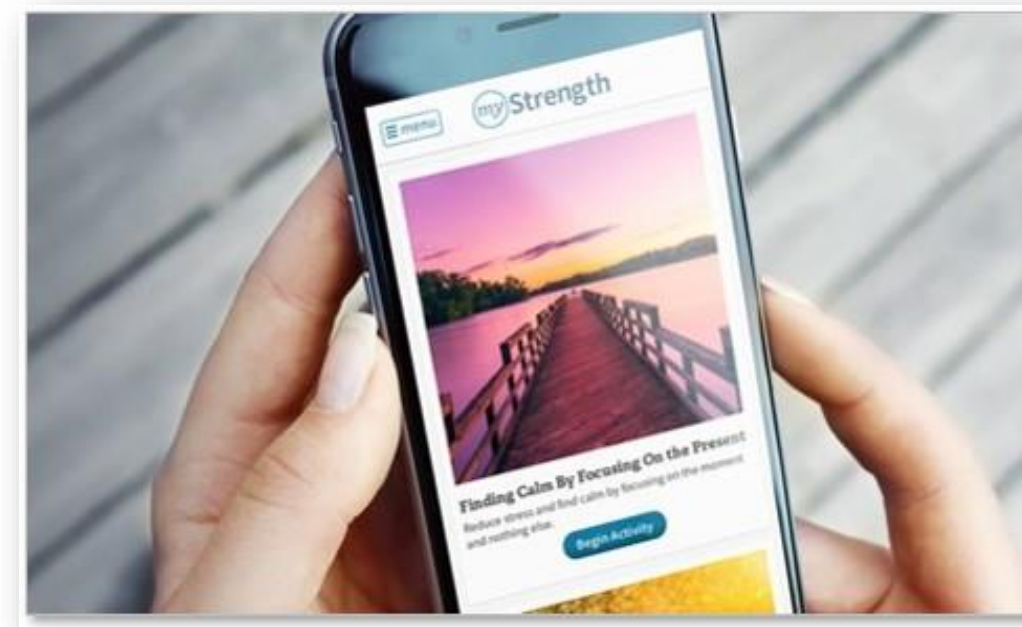 menu
myStrength
Finding Calm By Focusing On the Present
Reduce stress and find calm by focusing on the moment
and nothing else.
Begin Activity